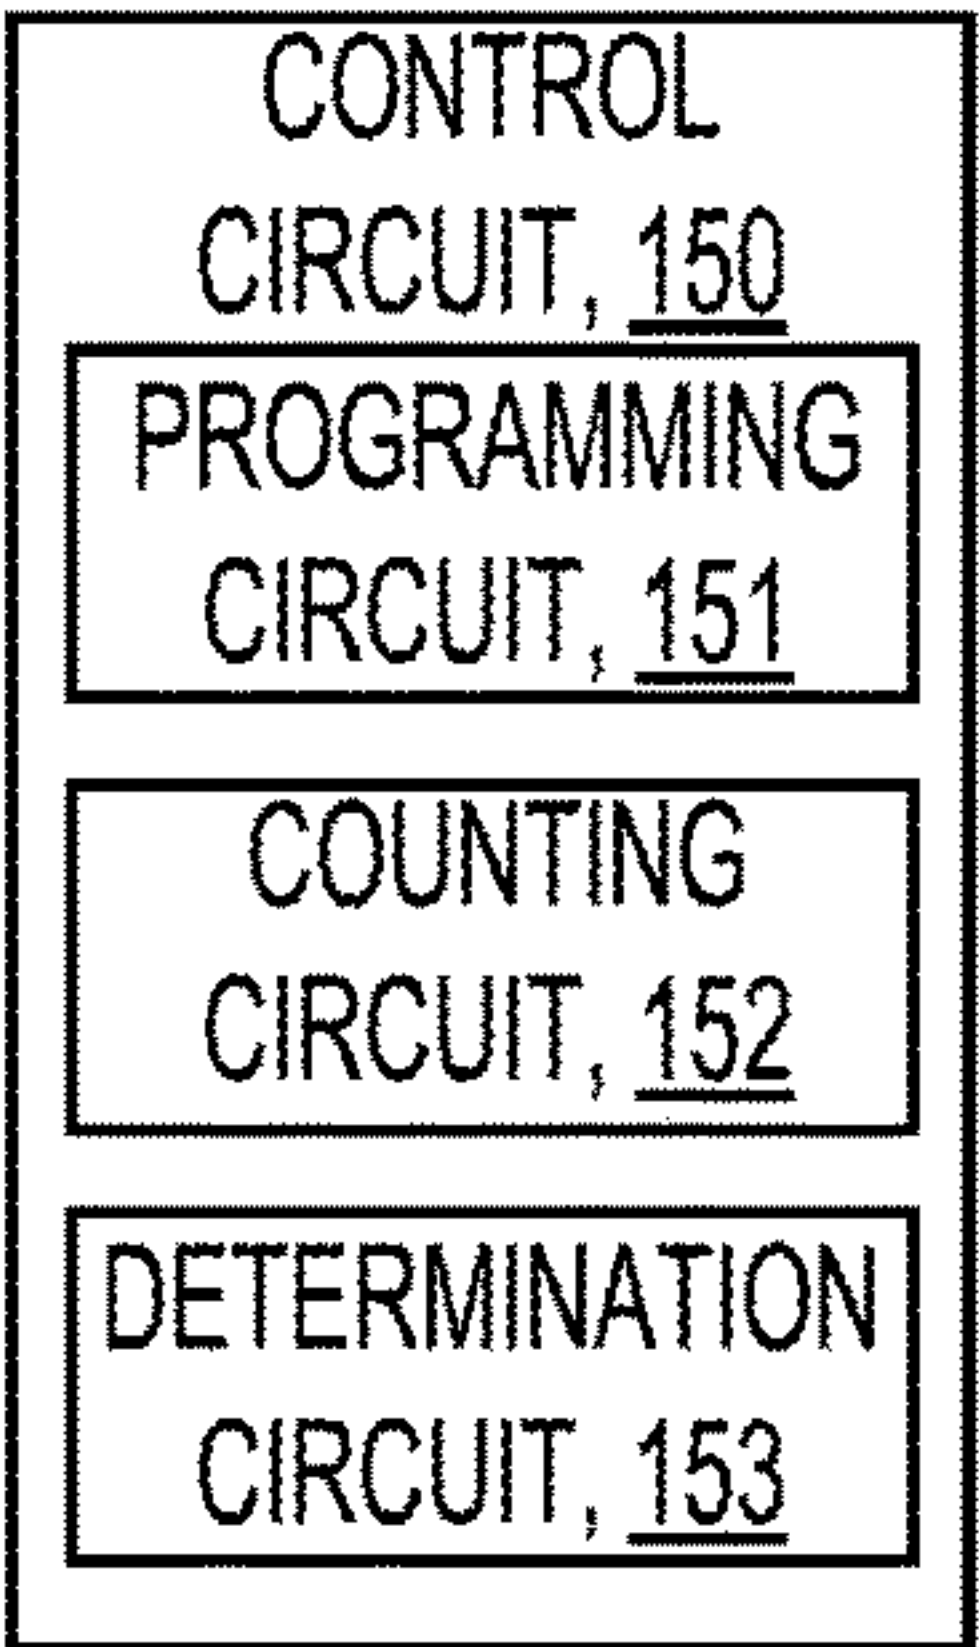 CONTROL
CIRCUIT, 150
PROGRAMMING
CIRCUIT, 151
COUNTING
CIRCUIT, 152
DETERMINATION
CIRCUIT, 153